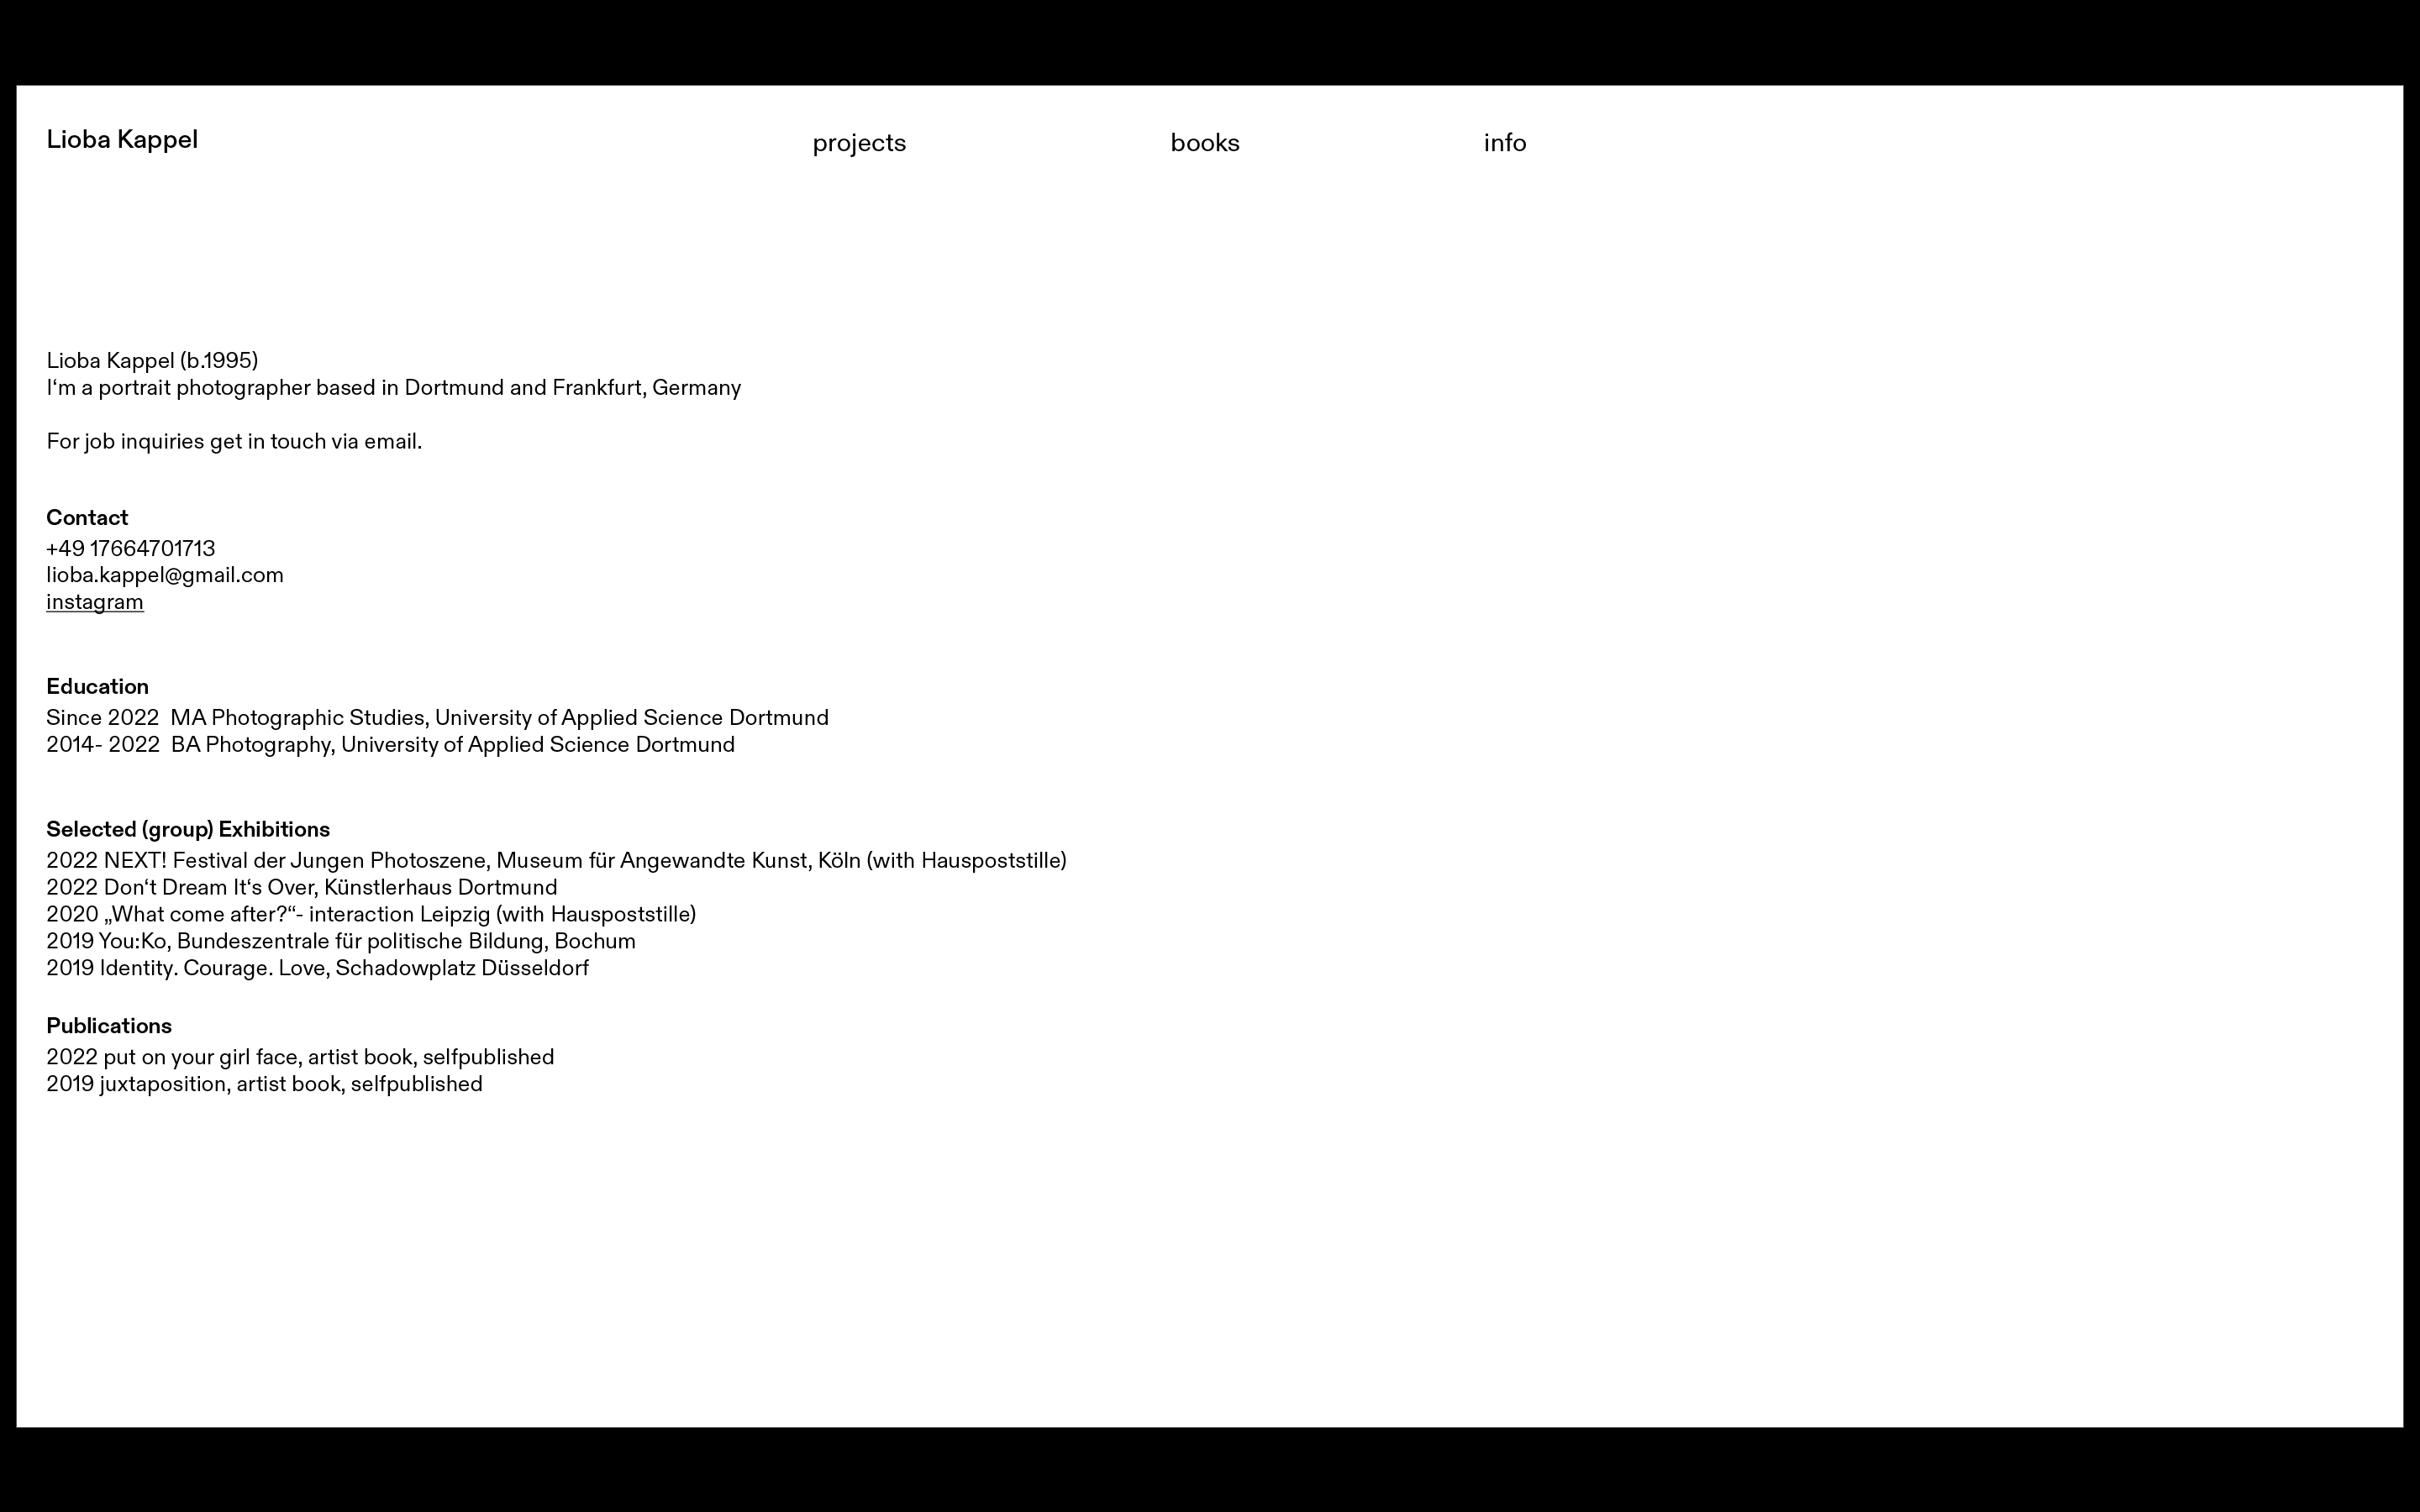 Lioba Kappel
projects
books
info
Lioba Kappel (b.1995)
I‘m a portrait photographer based in Dortmund and Frankfurt, Germany
For job inquiries get in touch via email.
Contact
+49 17664701713
lioba.kappel@gmail.com
instagram
Education
Since 2022  MA Photographic Studies, University of Applied Science Dortmund
2014- 2022  BA Photography, University of Applied Science Dortmund
Selected (group) Exhibitions
2022 NEXT! Festival der Jungen Photoszene, Museum für Angewandte Kunst, Köln (with Hauspoststille)
2022 Don‘t Dream It‘s Over, Künstlerhaus Dortmund
2020 „What come after?“- interaction Leipzig (with Hauspoststille)
2019 You:Ko, Bundeszentrale für politische Bildung, Bochum
2019 Identity. Courage. Love, Schadowplatz Düsseldorf
Publications
2022 put on your girl face, artist book, selfpublished
2019 juxtaposition, artist book, selfpublished